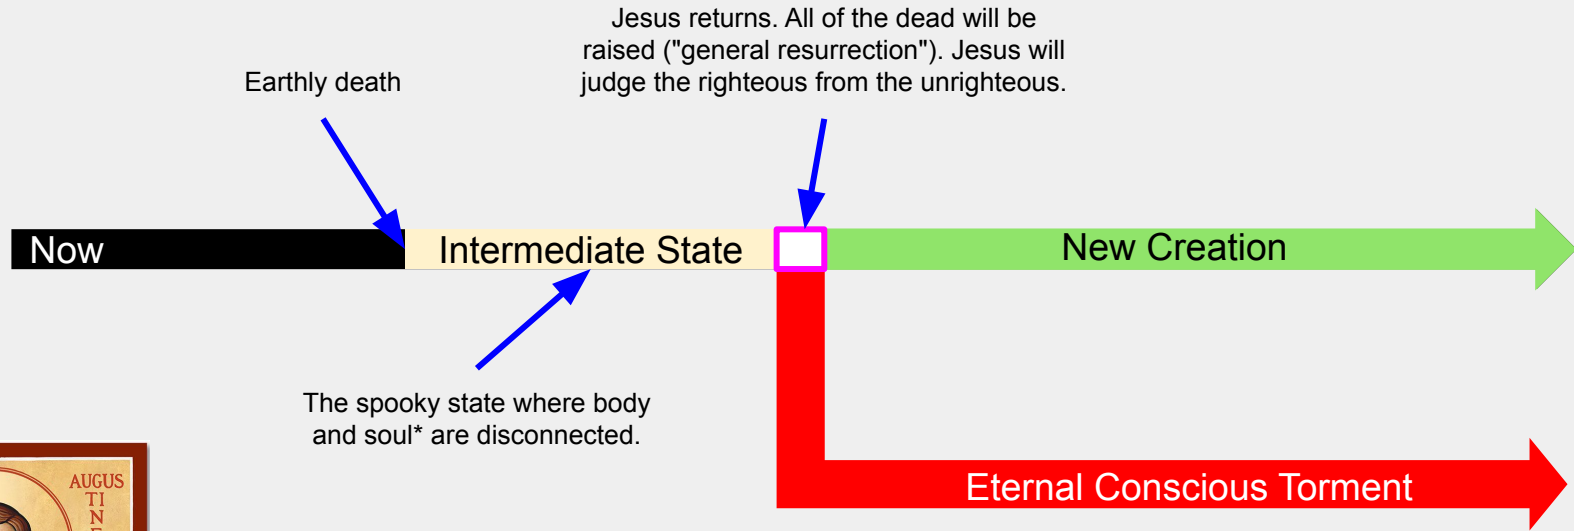 Jesus returns. All of the dead will be
raised ("general resurrection"). Jesus will
judge the righteous from the unrighteous.
Earthly death
Now
Intermediate State
New Creation
The spooky state where body
and soul* are disconnected.
Eternal Conscious Torment
AUGUS
TI
N